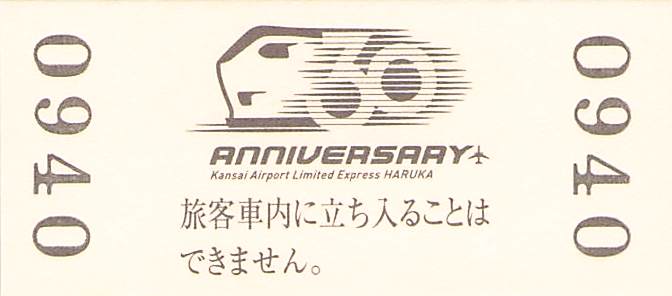 0940
ANNIVERSARY
Kansai Airport Limited Express HARUKA
旅客車内に立ち入ることは
できません。
0940